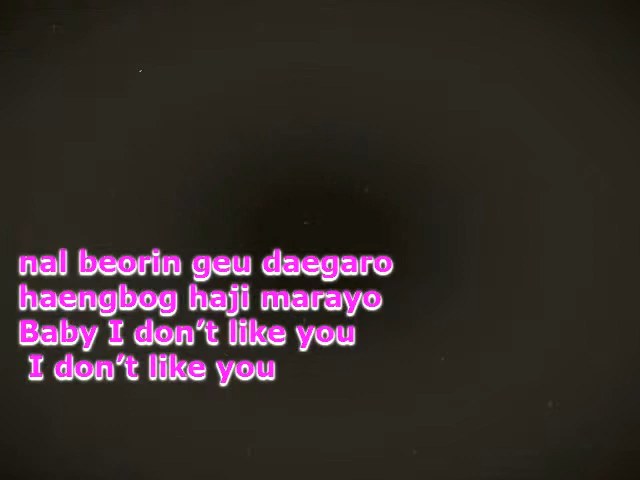 nal beorin geu daegaro
haengbog haji marayo
Baby I don't like you
I don't like you